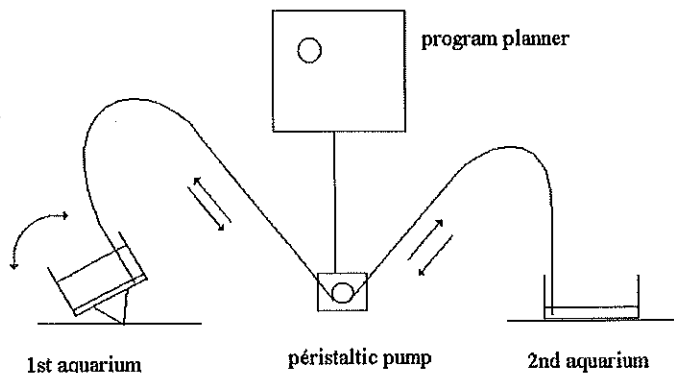 program planner
1st aquarium
péristaltic pump
2nd aquarium